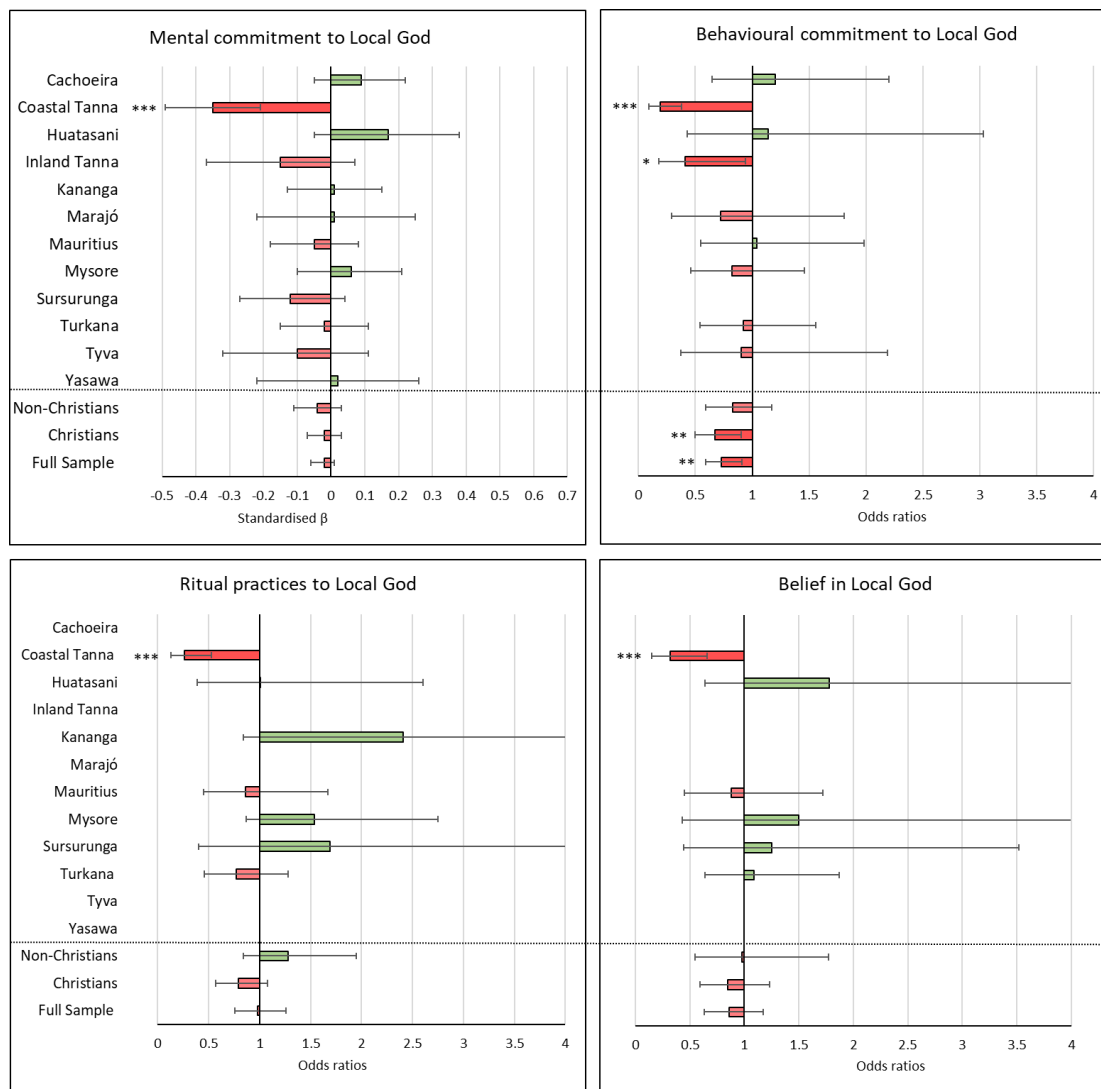 Mental commitment to Local God
Cachoeira
*** Coastal Tanna
Huatasani
Inland Tanna
Kananga
Marajó
Mauritius
Mysore
Sursurunga
Turkana
Tyva
Yasawa
Non-Christians
Christians
Full Sample
-0.5 -0.4 -0.3 -0.2 -0.1 0 0.1 0.2 0.3 0.4 0.5 0.6 0.7
Standardised β
Behavioural commitment to Local God
***
*
**
**
0 0.5 1 1.5 2 2.5 3 3.5 4
Odds ratios
Ritual practices to Local God
Cachoeira
Coastal Tanna ***
Huatasani
Inland Tanna
Kananga
Marajó
Mauritius
Mysore
Sursurunga
Turkana
Tyva
Yasawa
Non-Christians
Christians
Full Sample
0 0.5 1 1.5 2 2.5 3 3.5 4
Odds ratios
Belief in Local God
***
0 0.5 1 1.5 2 2.5 3 3.5 4
Odds ratios